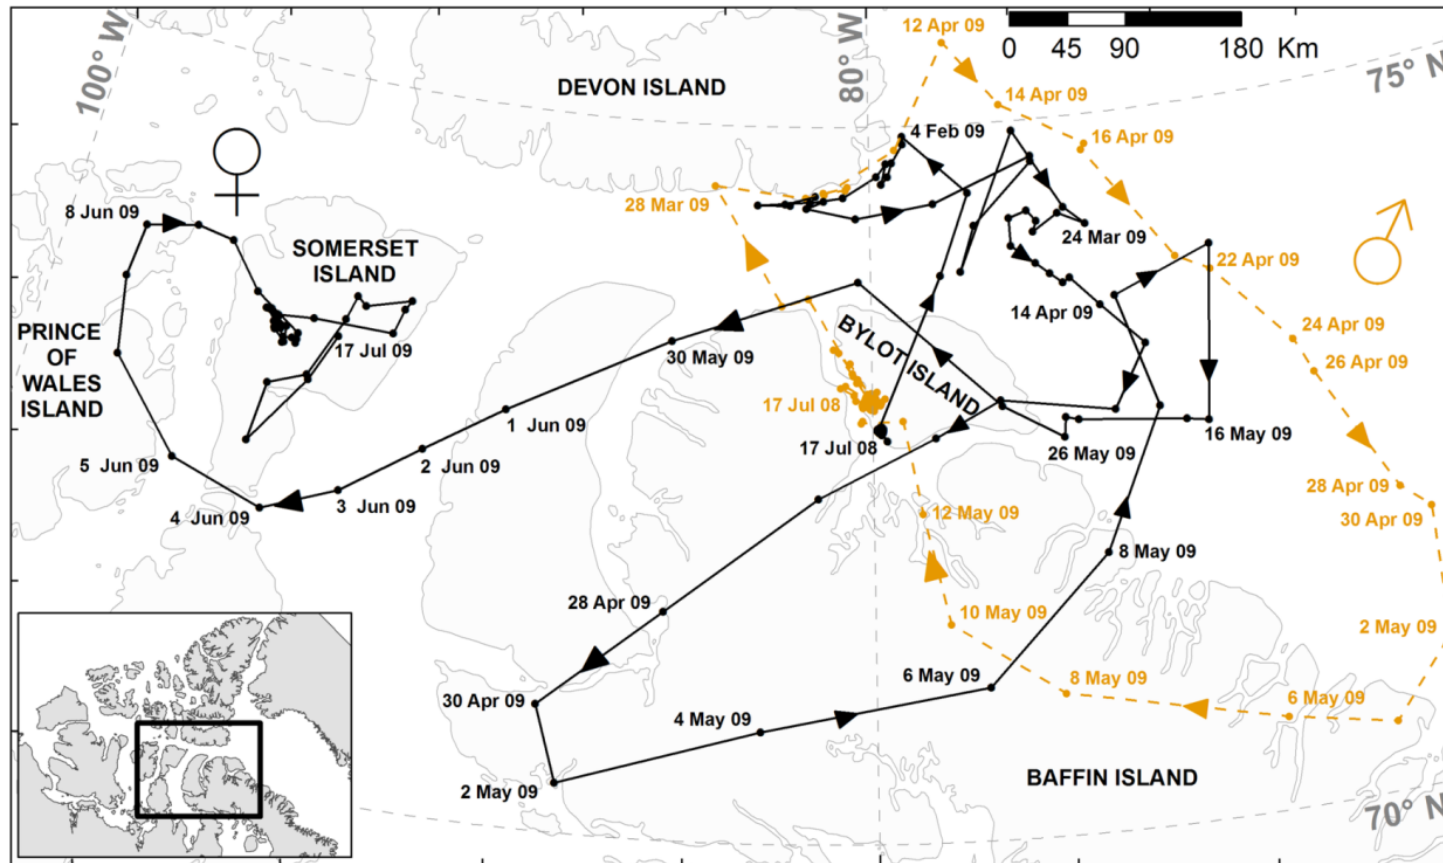 100° W
80° W
12 Apr 09
0 45 90 180 Km
75° N
DEVON ISLAND
14 Apr 09
4 Feb 09
16 Apr 09
28 Mar 09
8 Jun 09
24 Mar 09
SOMERSET
ISLAND
22 Apr 09
14 Apr 09
PRINCE
OF
WALES
ISLAND
17 Jul 09
30 May 09
BYLOT ISLAND
24 Apr 09
26 Apr 09
17 Jul 08
1 Jun 09
17 Jul 08
26 May 09
16 May 09
5 Jun 09
2 Jun 09
3 Jun 09
4 Jun 09
28 Apr 09
30 Apr 09
12 May 09
8 May 09
28 Apr 09
10 May 09
2 May 09
30 Apr 09
6 May 09
8 May 09
6 May 09
4 May 09
2 May 09
BAFFIN ISLAND
70° N